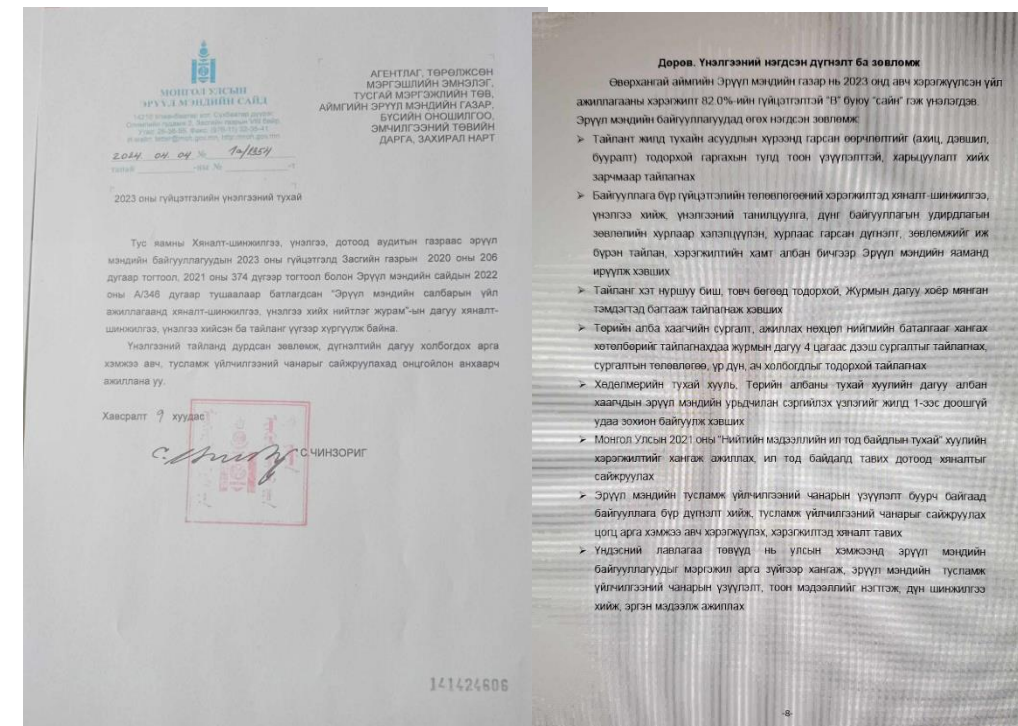 МОНГОЛ УЛСЫН
ЭРҮҮЛ МЭНДИЙН САЙД
2024 04 04 № 1а/1354
АГЕНТЛАГ, ТӨРӨЛЖСӨН
МЭРГЭШЛИЙН ЭМНЭЛЭГ,
ТУСГАЙ МЭРГЭЖЛИЙН ТӨВ,
АЙМГИЙН ЭРҮҮЛ МЭНДИЙН ГАЗАР,
БҮСИЙН ОНОШИЛГОО,
ЭМЧИЛГЭЭНИЙ ТӨВИЙН
ДАРГА, ЗАХИРАЛ НАРТ
2023 оны гүйцэтгэлийн үнэлгээний тухай
Тус яамны Хяналт-шинжилгээ, үнэлгээ, дотоод аудитын газраас эрүүл
мэндийн байгууллагуудын 2023 оны гүйцэтгэлд Засгийн газрын 2020 оны 206
дугаар тогтоол, 2021 оны 374 дүгээр тогтоол болон Эрүүл мэндийн сайдын 2022
оны А/346 дугаар тушаалаар батлагдсан "Эрүүл мэндийн салбарын үйл
ажиллагаанд хяналт-шинжилгээ, үнэлгээ хийх нийтлэг журам"-ын дагуу хяналт-
шинжилгээ, үнэлгээ хийсэн ба тайланг үүгээр хүргүүлж байна.
Үнэлгээний тайланд дурдсан зөвлөмж, дүгнэлтийн дагуу холбогдох арга
хэмжээ авч, тусламж үйлчилгээний чанарыг сайжруулахад онцгойлон анхаарч
ажиллана уу.
Хавсралт 9 хуудас
С.ЧИНЗОРИГ
141424606
Дөрөв. Үнэлгээний нэгдсэн дүгнэлт ба зөвлөмж
Өвөрхангай аймгийн Эрүүл мэндийн газар нь 2023 онд авч хэрэгжүүлсэн үйл
ажиллагааны хэрэгжилт 82.0%-ийн гүйцэтгэлтэй "В" буюу "сайн" гэж үнэлэгдэв.
Эрүүл мэндийн байгууллагуудад өгөх нэгдсэн зөвлөмж:
➢ Тайлант жилд тухайн асуудлын хүрээнд гарсан өөрчлөлтийг (ахиц, дэвшил,
бууралт) тодорхой гаргахын тулд тоон үзүүлэлттэй, харьцуулалт хийх
зарчмаар тайлагнах
➢ Байгууллага бүр гүйцэтгэлийн төлөвлөгөөний хэрэгжилтэд хяналт-шинжилгээ,
үнэлгээ хийж, үнэлгээний танилцуулга, дүнг байгууллагын удирдлагын
зөвлөлийн хурлаар хэлэлцүүлэн, хурлаас гарсан дүгнэлт, зөвлөмжийг иж
бүрэн тайлан, хэрэгжилтийн хамт албан бичгээр Эрүүл мэндийн яаманд
ирүүлж хэвших
➢ Тайланг хэт нуршуу биш, товч бөгөөд тодорхой, Журмын дагуу хоёр мянган
тэмдэгтэд багтааж тайлагнаж хэвших
➢ Төрийн алба хаагчийн сургалт, ажиллах нөхцөл нийгмийн баталгааг хангах
хөтөлбөрийг тайлагнахдаа журмын дагуу 4 цагаас дээш сургалтыг тайлагнах,
сургалтын төлөвлөгөө, үр дүн, ач холбогдлыг тодорхой тайлагнах
➢ Хөдөлмөрийн тухай хууль, Төрийн албаны тухай хуулийн дагуу албан
хаагчдын эрүүл мэндийн урьдчилан сэргийлэх үзлэгийг жилд 1-ээс доошгүй
удаа зохион байгуулж хэвших
➢ Монгол Улсын 2021 оны "Нийтийн мэдээллийн ил тод байдлын тухай" хуулийн
хэрэгжилтийг хангаж ажиллах, ил тод байдалд тавих дотоод хяналтыг
сайжруулах
➢ Эрүүл мэндийн тусламж үйлчилгээний чанарын үзүүлэлт буурч байгаад
байгууллага бүр дүгнэлт хийж, тусламж үйлчилгээний чанарыг сайжруулах
цогц арга хэмжээ авч хэрэгжүүлэх, хэрэгжилтэд хяналт тавих
➢ Үндэсний лавлагаа төвүүд нь улсын хэмжээнд эрүүл мэндийн
байгууллагуудыг мэргэжил арга зүйгээр хангаж, эрүүл мэндийн тусламж
үйлчилгээний чанарын үзүүлэлт, тоон мэдээллийг нэгтгэж, дүн шинжилгээ
хийж, эргэн мэдээлж ажиллах
-8-